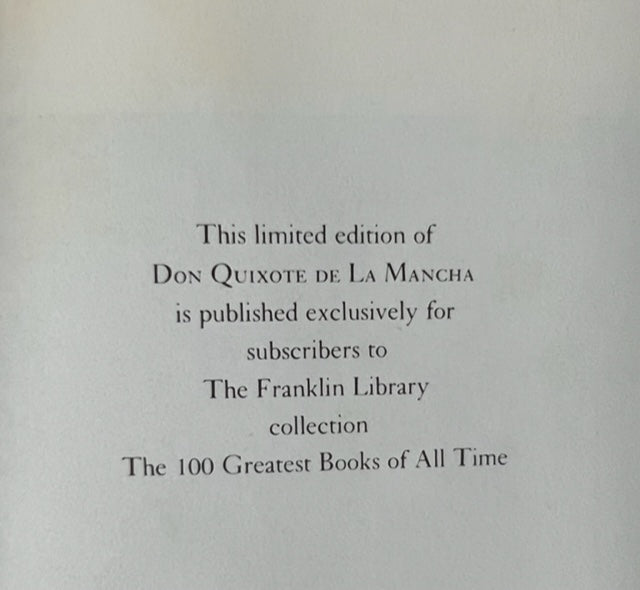 This limited edition of
DON QUIXOTE DE LA MANCHA
is published exclusively for
subscribers to
The Franklin Library
collection
The 100 Greatest Books of All Time